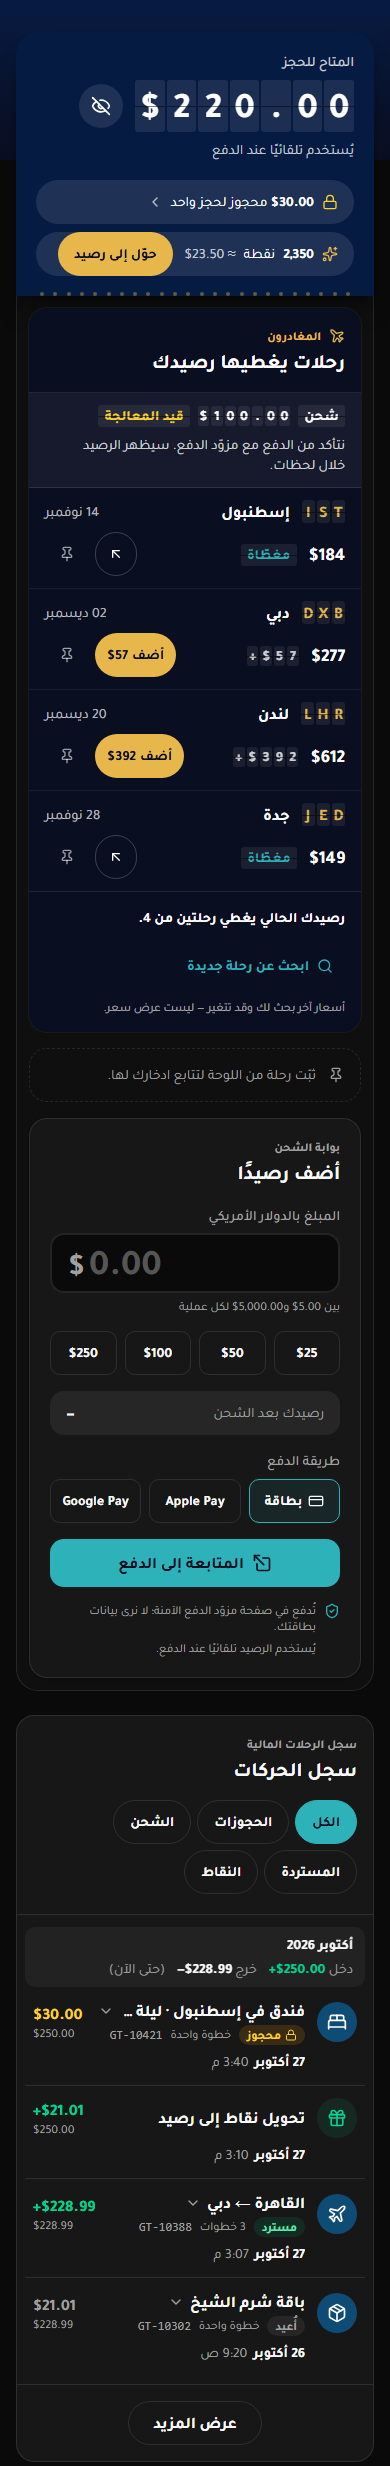 المتاح للحجز
$220.00
يُستخدم تلقائيًا عند الدفع
$30.00 محجوز لحجز واحد
2,350 نقطة ≈ $23.50 حوّل إلى رصيد
المغادرون
رحلات يغطيها رصيدك
شحن $100.00 قيد المعالجة
نتأكد من الدفع مع مزوّد الدفع. سيظهر الرصيد
خلال لحظات.
IST إسطنبول 14 نوفمبر
$184 مغطّاة
DXB دبي 02 ديسمبر
$277 +$57 أضف $57
LHR لندن 20 ديسمبر
$612 +$392 أضف $392
JED جدة 28 نوفمبر
$149 مغطّاة
رصيدك الحالي يغطي رحلتين من 4.
ابحث عن رحلة جديدة
أسعار آخر بحث لك وقد تتغير — ليست عرض سعر.
ثبّت رحلة من اللوحة لتتابع ادخارك لها.
بوابة الشحن
أضف رصيدًا
المبلغ بالدولار الأمريكي
$ 0.00
بين $5.00 و$5,000.00 لكل عملية
$25 $50 $100 $250
رصيدك بعد الشحن –
طريقة الدفع
بطاقة Apple Pay Google Pay
المتابعة إلى الدفع
تُدفع في صفحة مزوّد الدفع الآمنة؛ لا نرى بيانات
بطاقتك.
يُستخدم الرصيد تلقائيًا عند الدفع.
سجل الرحلات المالية
سجل الحركات
الكل الحجوزات الشحن
المستردة النقاط
أكتوبر 2026
دخل +$250.00 خرج −$228.99 (حتى الآن)
فندق في إسطنبول · ليلة … $30.00
محجوز خطوة واحدة GT-10421 $250.00
27 أكتوبر 3:40 م
تحويل نقاط إلى رصيد +$21.01
$250.00
27 أكتوبر 3:10 م
القاهرة ← دبي +$228.99
مسترد 3 خطوات GT-10388 $228.99
27 أكتوبر 3:07 م
باقة شرم الشيخ $21.01
أُعيد خطوة واحدة GT-10302 $228.99
26 أكتوبر 9:20 ص
عرض المزيد